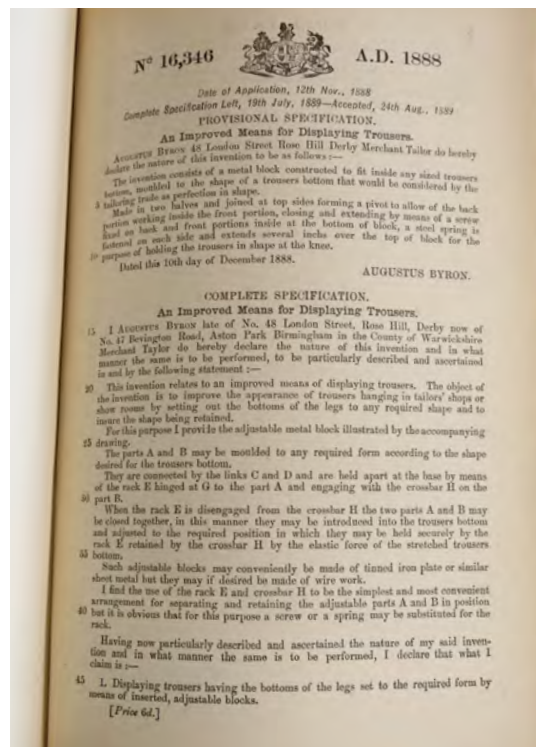 Nº 16,346 A.D. 1888
Date of Application, 12th Nov., 1888
Complete Specification Left, 19th July, 1889—Accepted, 24th Aug., 1889
PROVISIONAL SPECIFICATION.
An Improved Means for Displaying Trousers.
I AUGUSTUS BYRON 48 London Street Rose Hill Derby Merchant Tailor do hereby
declare the nature of this invention to be as follows :—
The invention consists of a metal block constructed to fit inside any sized trousers
bottom, moulded to the shape of a trousers bottom that would be considered by the
5 tailoring trade as perfection in shape.
Made in two halves and joined at top sides forming a pivot to allow of the back
portion working inside the front portion, closing and extending by means of a screw
fixed on back and front portions inside at the bottom of block, a steel spring is
fastened on each side and extends several inchs over the top of block for the
10 purpose of holding the trousers in shape at the knee.
Dated this 10th day of December 1888.
AUGUSTUS BYRON.
COMPLETE SPECIFICATION.
An Improved Means for Displaying Trousers.
15 I AUGUSTUS BYRON late of No. 48 London Street, Rose Hill, Derby now of
No. 47 Bevington Road, Aston Park Birmingham in the County of Warwickshire
Merchant Taylor do hereby declare the nature of this invention and in what
manner the same is to be performed, to be particularly described and ascertained
in and by the following statement :—
20 This invention relates to an improved means of displaying trousers. The object of
the invention is to improve the appearance of trousers hanging in tailors' shops or
show rooms by setting out the bottoms of the legs to any required shape and to
insure the shape being retained.
For this purpose I provide the adjustable metal block illustrated by the accompanying
25 drawing.
The parts A and B may be moulded to any required form according to the shape
desired for the trousers bottom.
They are connected by the links C and D and are held apart at the base by means
of the rack E hinged at G to the part A and engaging with the crossbar H on the
30 part B.
When the rack E is disengaged from the crossbar H the two parts A and B may
be closed together, in this manner they may be introduced into the trousers bottom
and adjusted to the required position in which they may be held securely by the
rack E retained by the crossbar H by the elastic force of the stretched trousers
35 bottom.
Such adjustable blocks may conveniently be made of tinned iron plate or similar
sheet metal but they may if desired be made of wire work.
I find the use of the rack E and crossbar H to be the simplest and most convenient
arrangement for separating and retaining the adjustable parts A and B in position
40 but it is obvious that for this purpose a screw or a spring may be substituted for the
rack.
Having now particularly described and ascertained the nature of my said inven-
tion and in what manner the same is to be performed, I declare that what I
claim is :—
45 1. Displaying trousers having the bottoms of the legs set to the required form by
means of inserted, adjustable blocks.
[Price 6d.]